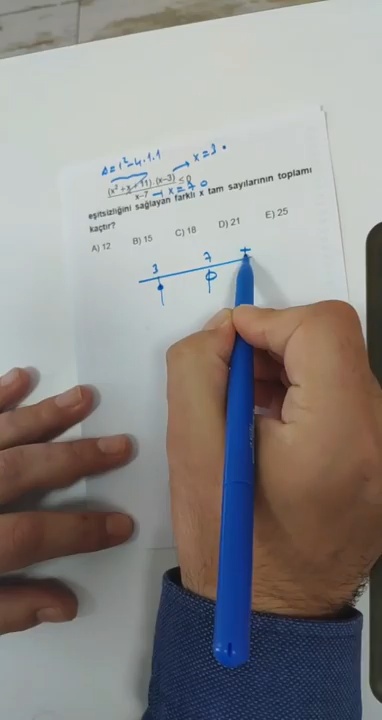 Δ=1²-4.1.1
x=3
(x²+x+11).(x-3) ≤ 0
x-7 → x=7
eşitsizliğini sağlayan farklı x tam sayılarının toplamı
kaçtır?
A) 12 B) 15 C) 18 D) 21 E) 25
3 7 +